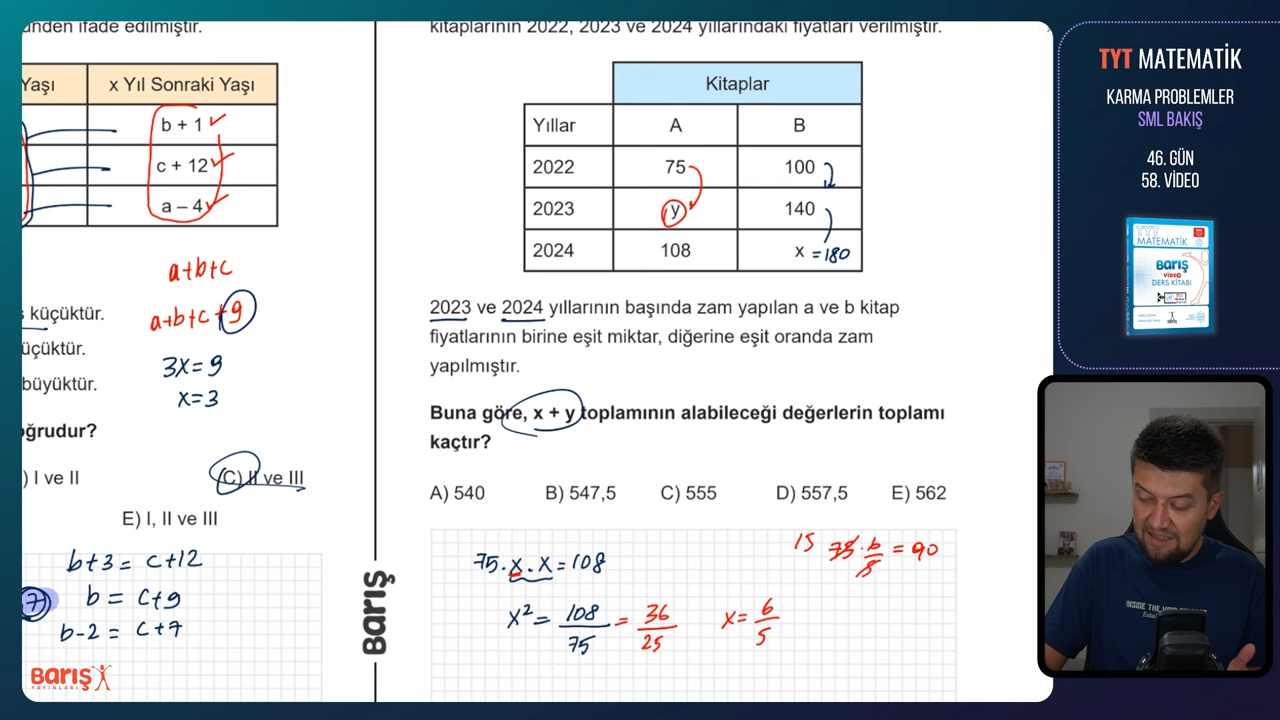 ünden ifade edilmiştir.
Yaşı
x Yıl Sonraki Yaşı
b + 1
c + 12
a – 4
a+b+c
a+b+c+9
küçüktür.
üçüktür.
büyüktür.
3x=9
x=3
oğrudur?
) I ve II
C) II ve III
E) I, II ve III
b+3 = c+12
7
b = c+9
b-2 = c+7
BARIŞ
YAYINLARI
BARIŞ
kitaplarının 2022, 2023 ve 2024 yıllarındaki fiyatları verilmiştir.
Kitaplar
Yıllar A B
2022 75 100
2023 y 140
2024 108 x =180
2023 ve 2024 yıllarının başında zam yapılan a ve b kitap
fiyatlarının birine eşit miktar, diğerine eşit oranda zam
yapılmıştır.
Buna göre, x + y toplamının alabileceği değerlerin toplamı
kaçtır?
A) 540 B) 547,5 C) 555 D) 557,5 E) 562
75.x.x=108
15 75.6/5 = 90
x² = 108/75 = 36/25 x= 6/5
TYT MATEMATİK
KARMA PROBLEMLER
SML BAKIŞ
46. GÜN
58. VİDEO
TYT
MATEMATİK
BARIŞ
VİDEO
DERS KİTABI